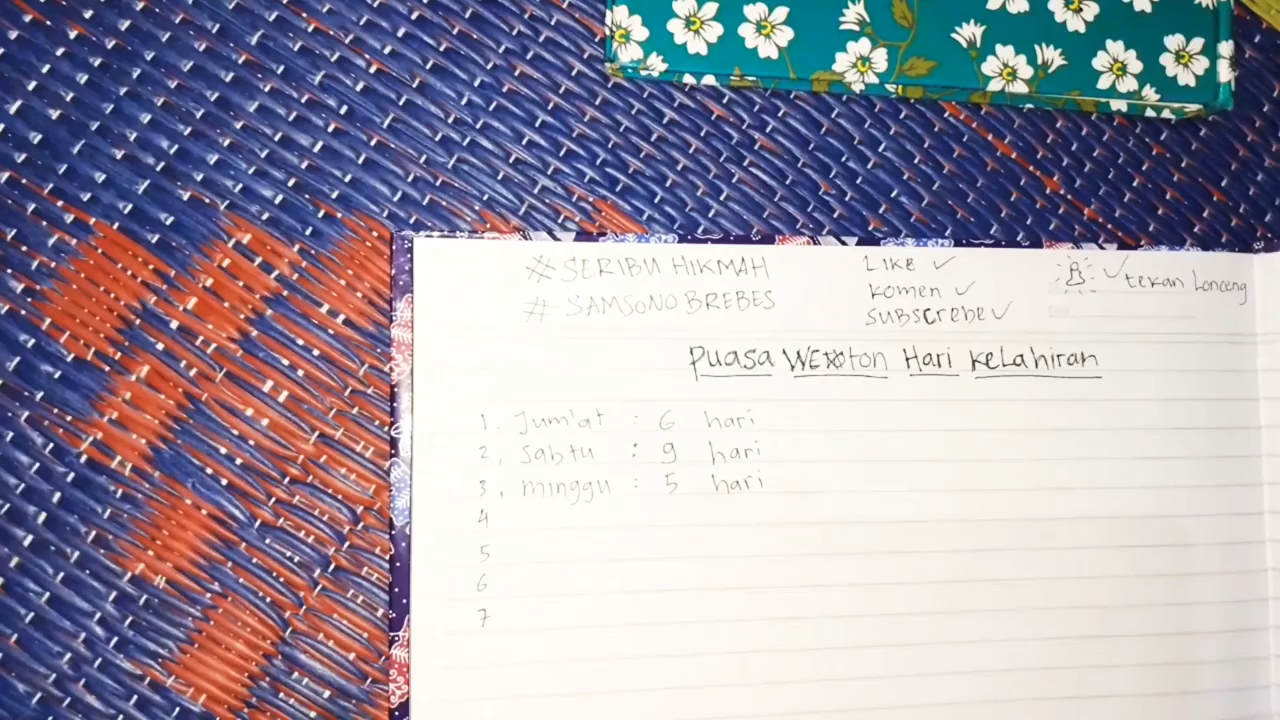 # SERIBU HIKMAH
# SAMSONO BREBES
LIKE ✓
komen ✓
subscrebe ✓
✓ tekan Lonceng
Puasa WEton Hari KeLahiran
1. Jum'at : 6 hari
2. Sabtu : 9 hari
3. minggu : 5 hari
4
5
6
7